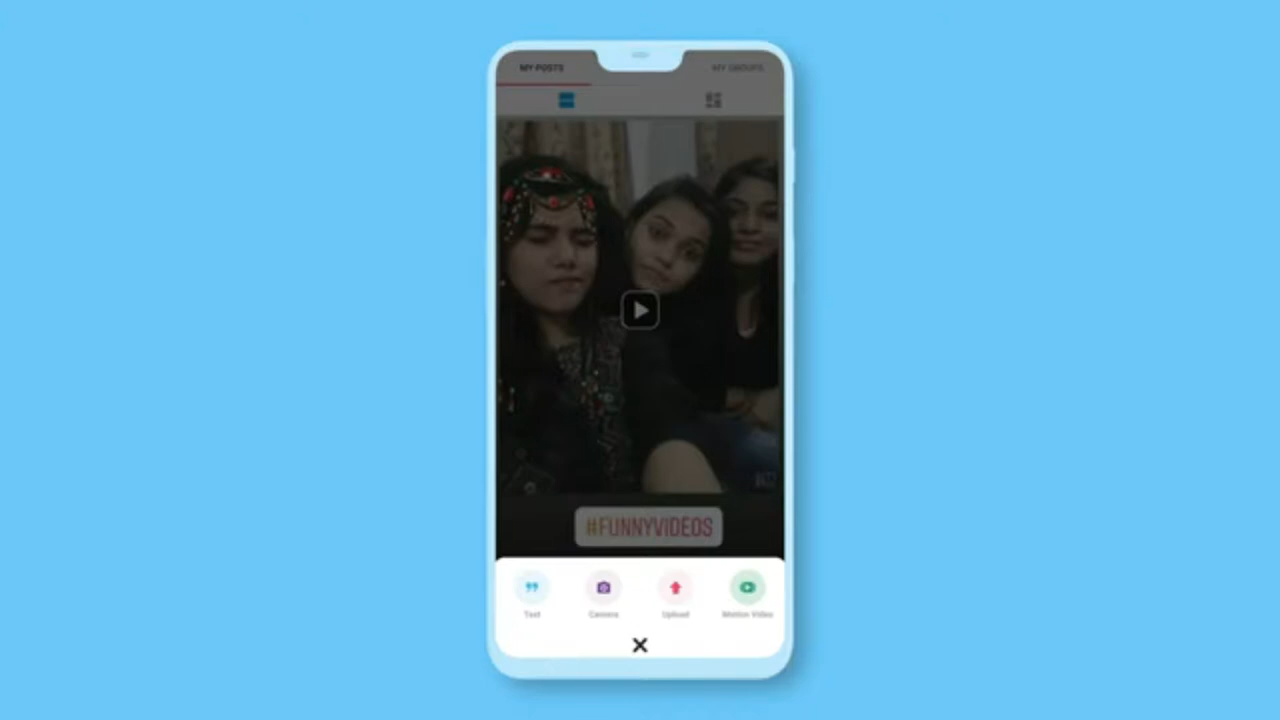 MY POSTS
MY GROUPS
#FUNNYVIDEOS
Text
Camera
Upload
Motion Video